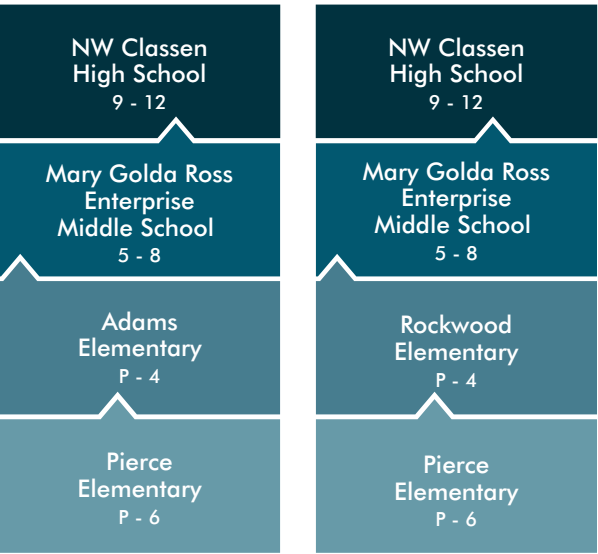 NW Classen
High School
9 - 12
Mary Golda Ross
Enterprise
Middle School
5 - 8
Adams
Elementary
P - 4
Pierce
Elementary
P - 6
NW Classen
High School
9 - 12
Mary Golda Ross
Enterprise
Middle School
5 - 8
Rockwood
Elementary
P - 4
Pierce
Elementary
P - 6